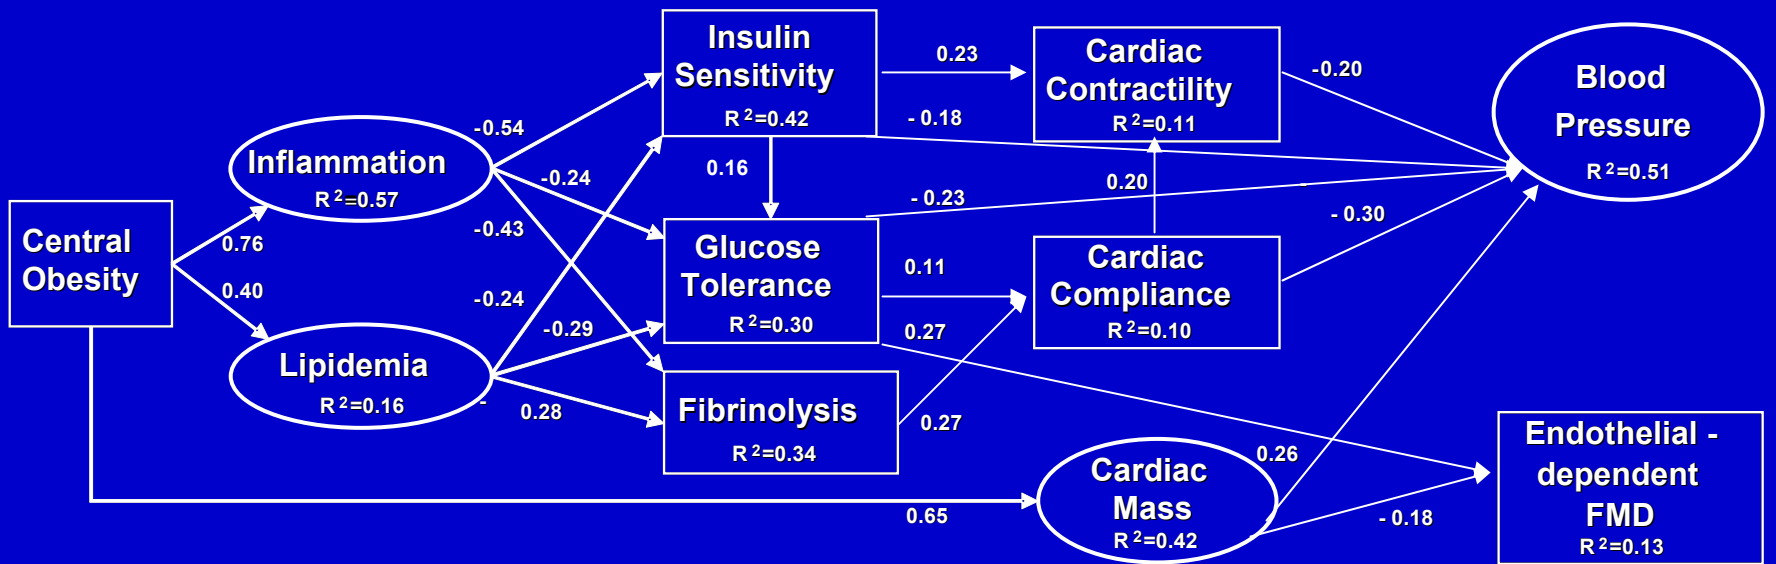 Insulin
Sensitivity
R²=0.42
0.23
Cardiac
Contractility
R²=0.11
-0.20
Blood
Pressure
R²=0.51
-0.54
- 0.18
Inflammation
R²=0.57
-0.24
0.16
0.20
- 0.23
- 0.30
Central
Obesity
0.76
-0.43
Glucose
Tolerance
R²=0.30
0.11
Cardiac
Compliance
R²=0.10
0.40
-0.24
-0.29
0.27
Lipidemia
R²=0.16
-
0.28
Fibrinolysis
R²=0.34
0.27
Cardiac
Mass
R²=0.42
0.26
Endothelial -
dependent
FMD
R²=0.13
0.65
- 0.18